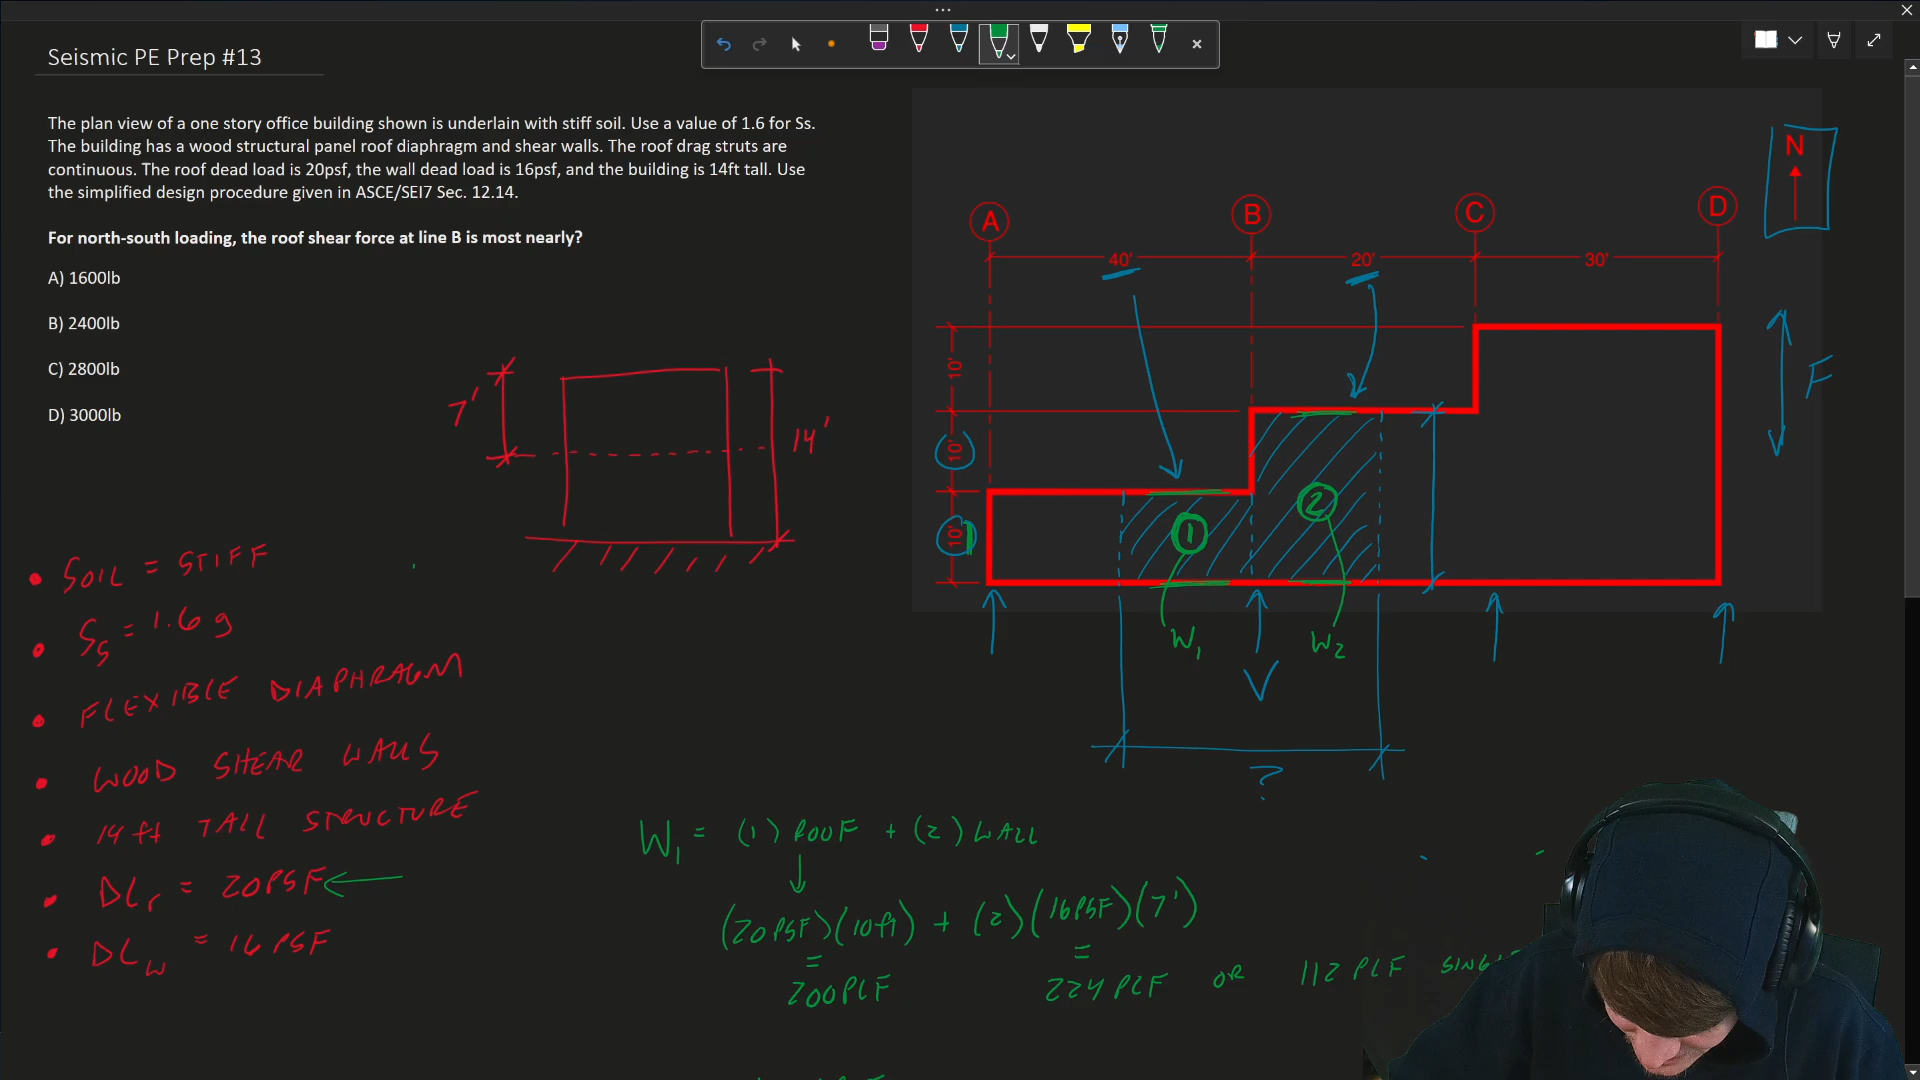 Seismic PE Prep #13
The plan view of a one story office building shown is underlain with stiff soil. Use a value of 1.6 for Ss.
The building has a wood structural panel roof diaphragm and shear walls. The roof drag struts are
continuous. The roof dead load is 20psf, the wall dead load is 16psf, and the building is 14ft tall. Use
the simplified design procedure given in ASCE/SEI7 Sec. 12.14.
For north-south loading, the roof shear force at line B is most nearly?
A) 1600lb
B) 2400lb
C) 2800lb
D) 3000lb
7'
14'
SOIL = STIFF
Ss = 1.6 g
FLEXIBLE DIAPHRAGM
WOOD SHEAR WALLS
14 ft TALL STRUCTURE
DLr = 20PSF
DLw = 16 PSF
N
A B C D
40' 20' 30'
10'
10'
10'
F
1
2
W1 W2
V
?
W1 = (1) ROOF + (2) WALL
(20PSF)(10ft) + (2)(16PSF)(7')
= =
200PLF 224 PLF OR 112 PLF